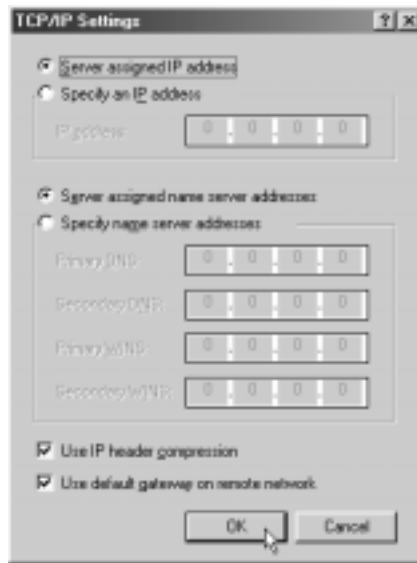 TCP/IP Settings
Server assigned IP address
Specify an IP address
IP address:
0 . 0 . 0 . 0
Server assigned name server addresses
Specify name server addresses
Primary DNS:
0 . 0 . 0 . 0
Secondary DNS:
0 . 0 . 0 . 0
Primary WINS:
0 . 0 . 0 . 0
Secondary WINS:
0 . 0 . 0 . 0
Use IP header compression
Use default gateway on remote network
OK Cancel